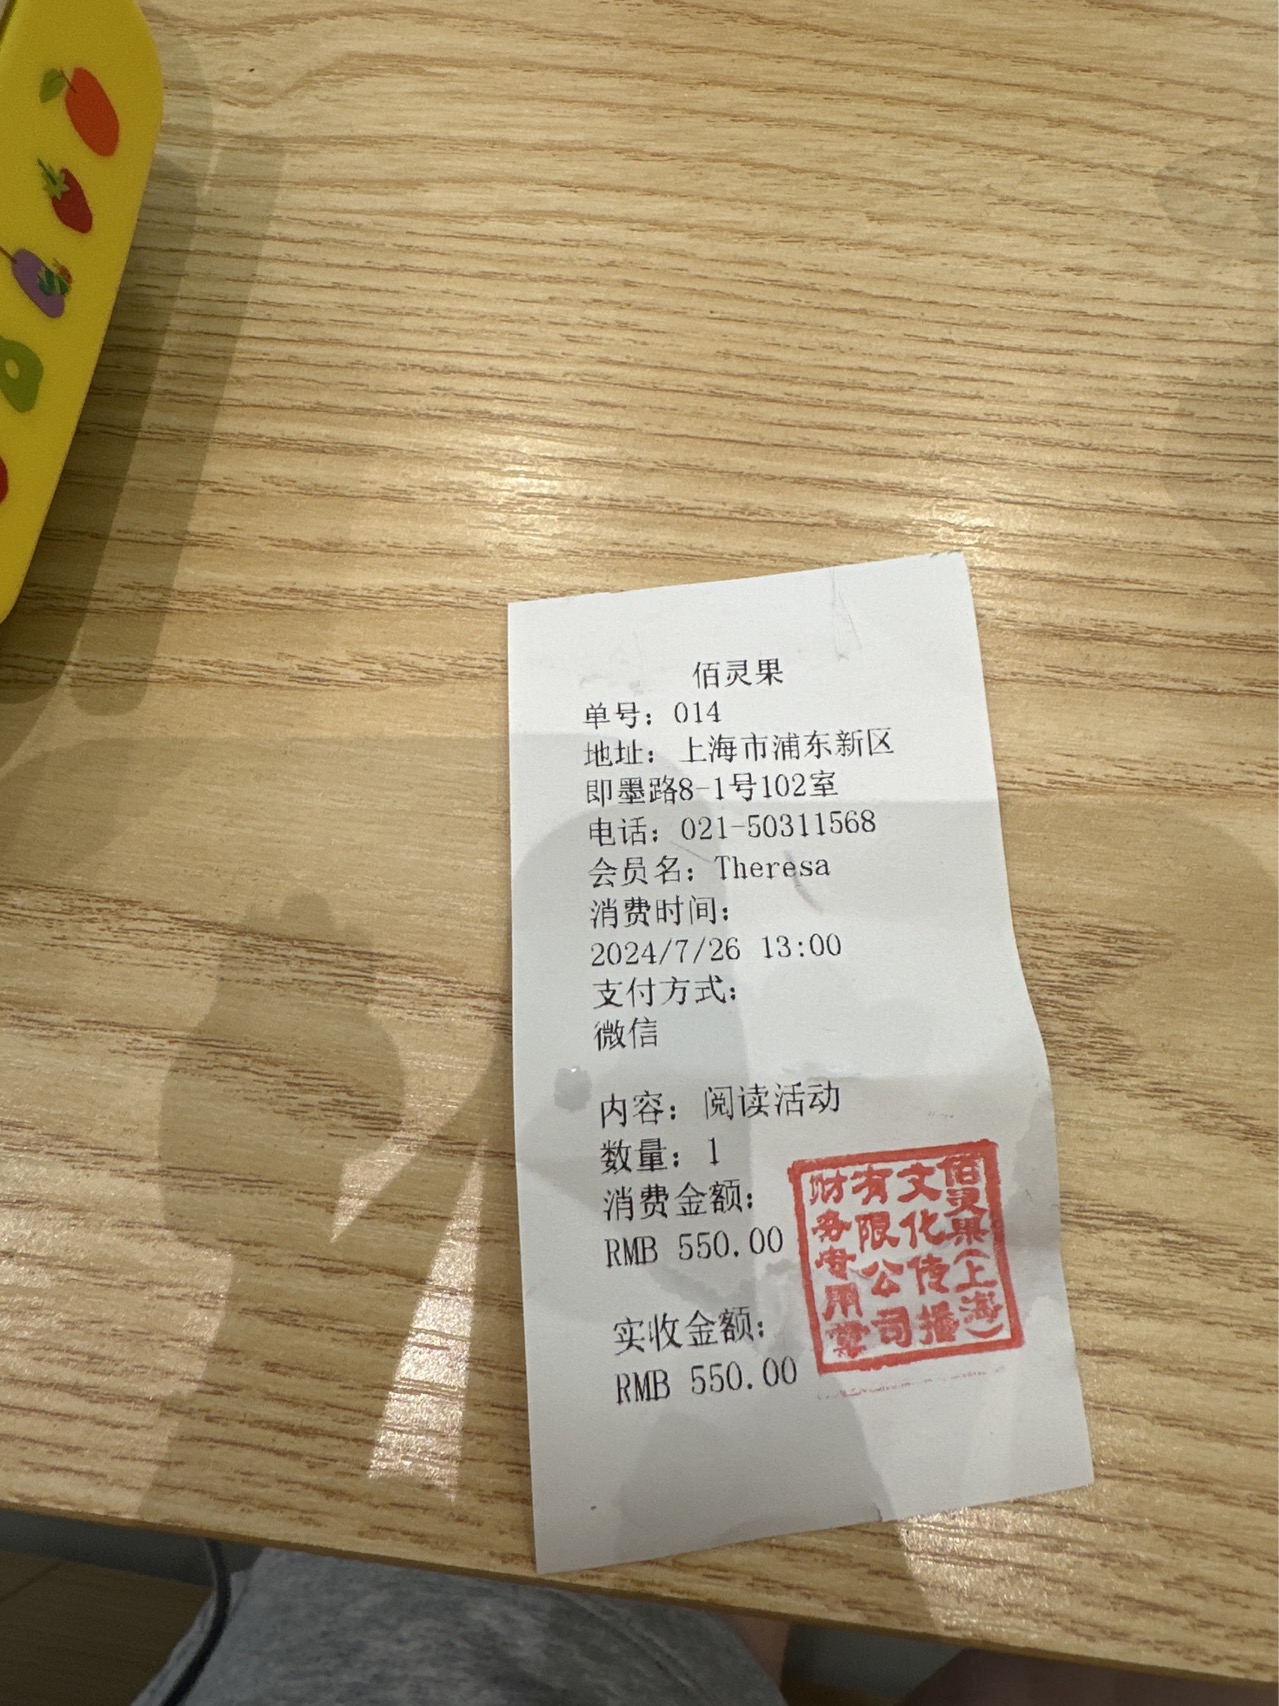 佰灵果
单号：014
地址：上海市浦东新区
即墨路8-1号102室
电话：021-50311568
会员名：Theresa
消费时间：
2024/7/26 13:00
支付方式：
微信
内容：阅读活动
数量：1
消费金额：
RMB 550.00
实收金额：
RMB 550.00
佰灵果(上海)
文化传播
有限公司
财务专用章